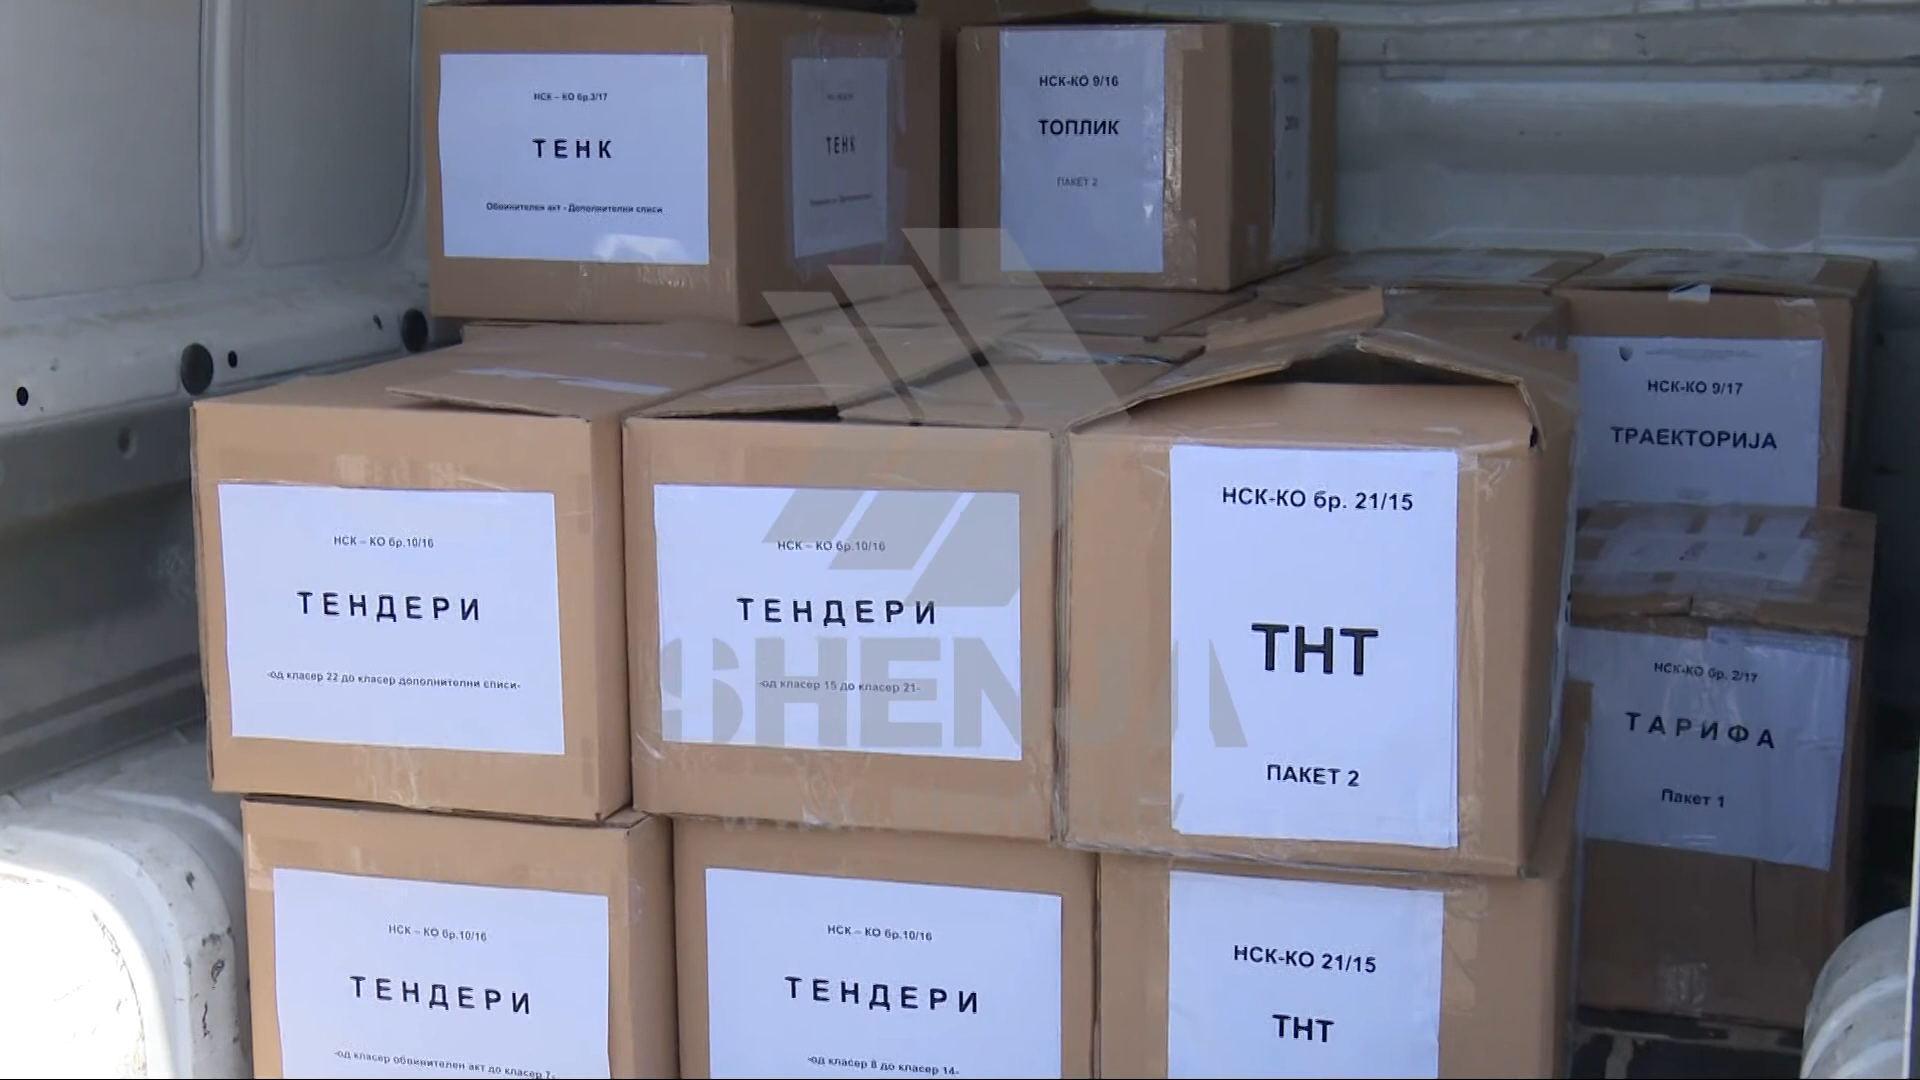 НСК – КО бр.3/17
ТЕНК
Обвинителен акт - Дополнителни списи
ТЕНК
НСК-КО 9/16
ТОПЛИК
ПАКЕТ 2
НСК-КО 9/17
ТРАЕКТОРИЈА
НСК – КО бр.10/16
ТЕНДЕРИ
-од класер 22 до класер дополнителни списи-
НСК – КО бр.10/16
ТЕНДЕРИ
-од класер 15 до класер 21-
НСК-КО бр. 21/15
ТНТ
ПАКЕТ 2
НСК-КО бр. 2/17
ТАРИФА
Пакет 1
НСК – КО бр.10/16
ТЕНДЕРИ
-од класер обвинителен акт до класер 7-
НСК – КО бр.10/16
ТЕНДЕРИ
-од класер 8 до класер 14-
НСК-КО 21/15
ТНТ
SHENJA